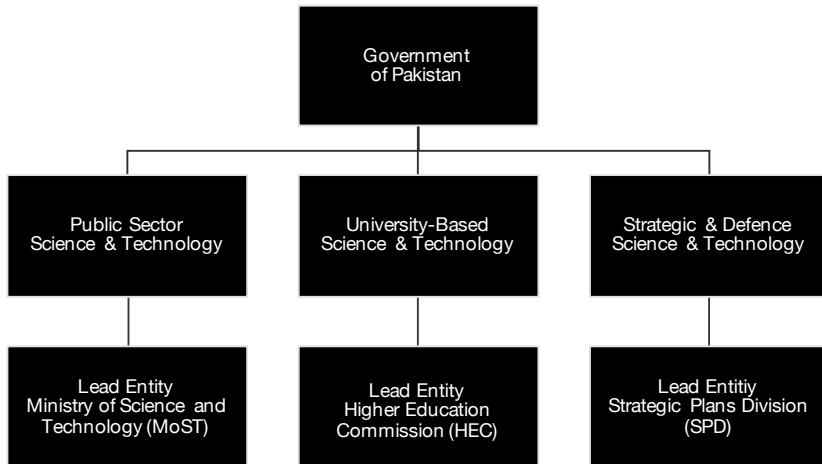 Government
of Pakistan
Public Sector
Science & Technology
University-Based
Science & Technology
Strategic & Defence
Science & Technology
Lead Entity
Ministry of Science and
Technology (MoST)
Lead Entity
Higher Education
Commission (HEC)
Lead Entitiy
Strategic Plans Division
(SPD)